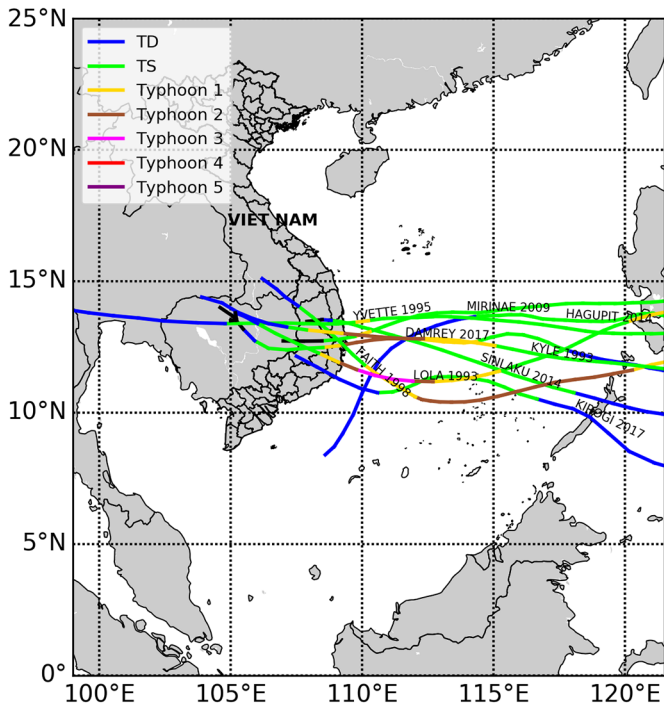 25°N
TD
TS
Typhoon 1
Typhoon 2
Typhoon 3
Typhoon 4
Typhoon 5
20°N
VIET NAM
15°N
YVETTE 1995
MIRINAE 2009
HAGUPIT 2014
DAMREY 2017
KYLE 1993
FAITH 1998
LOLA 1993
SINLAKU 2014
KIROGI 2017
10°N
5°N
0°
100°E
105°E
110°E
115°E
120°E